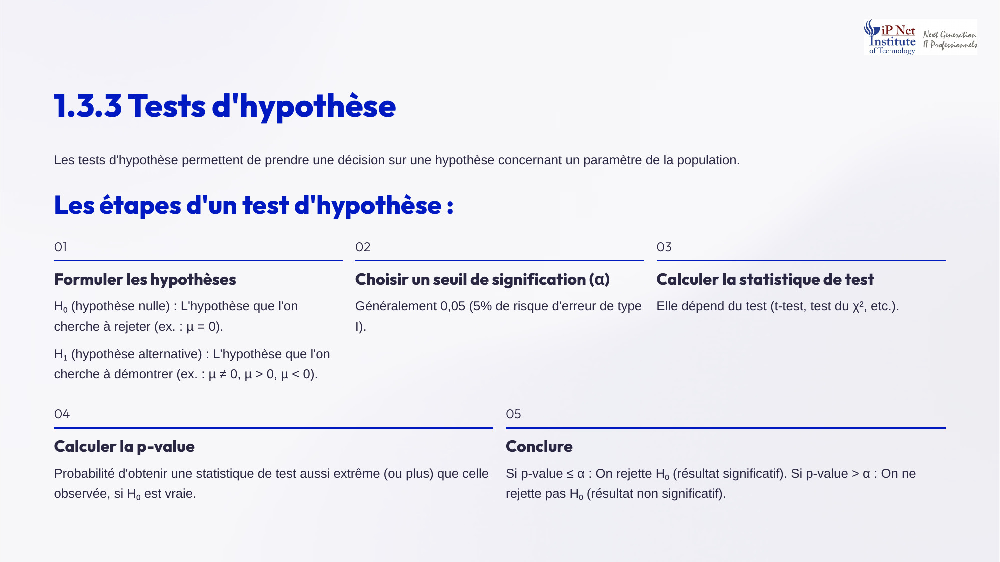 iP Net
Institute
of Technology
Next Generation
IT Professionnels
1.3.3 Tests d'hypothèse
Les tests d'hypothèse permettent de prendre une décision sur une hypothèse concernant un paramètre de la population.
Les étapes d'un test d'hypothèse :
01
Formuler les hypothèses
H₀ (hypothèse nulle) : L'hypothèse que l'on
cherche à rejeter (ex. : µ = 0).
H₁ (hypothèse alternative) : L'hypothèse que l'on
cherche à démontrer (ex. : µ ≠ 0, µ > 0, µ < 0).
02
Choisir un seuil de signification (α)
Généralement 0,05 (5% de risque d'erreur de type
I).
03
Calculer la statistique de test
Elle dépend du test (t-test, test du χ², etc.).
04
Calculer la p-value
Probabilité d'obtenir une statistique de test aussi extrême (ou plus) que celle
observée, si H₀ est vraie.
05
Conclure
Si p-value ≤ α : On rejette H₀ (résultat significatif). Si p-value > α : On ne
rejette pas H₀ (résultat non significatif).